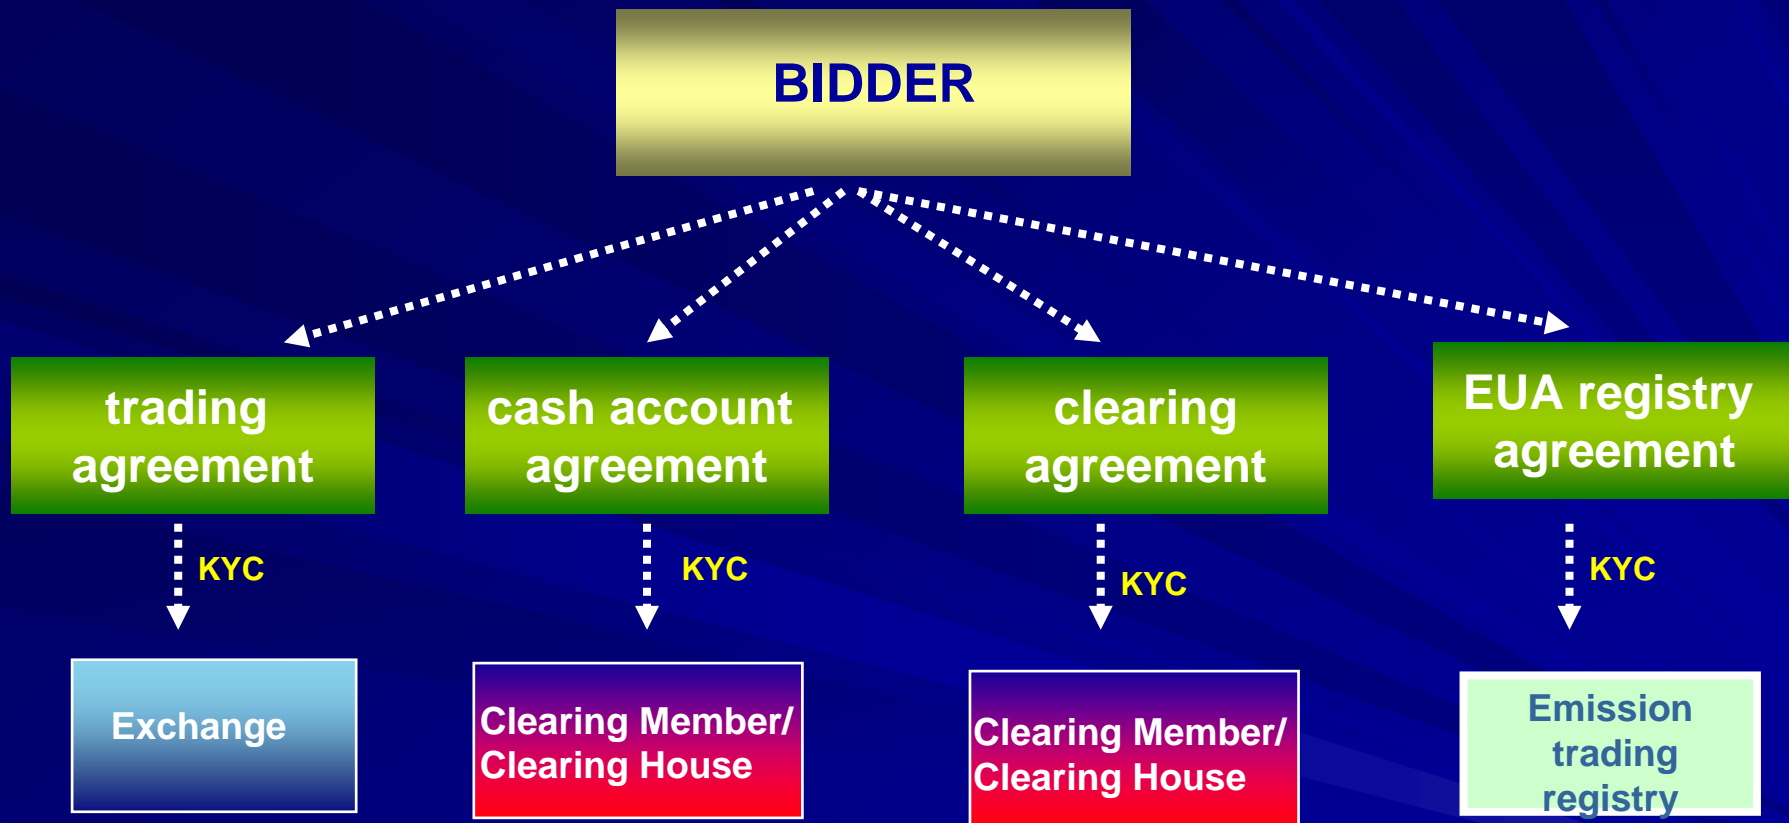 BIDDER
trading
agreement
cash account
agreement
clearing
agreement
EUA registry
agreement
KYC
KYC
KYC
KYC
Exchange
Clearing Member/
Clearing House
Clearing Member/
Clearing House
Emission
trading
registry